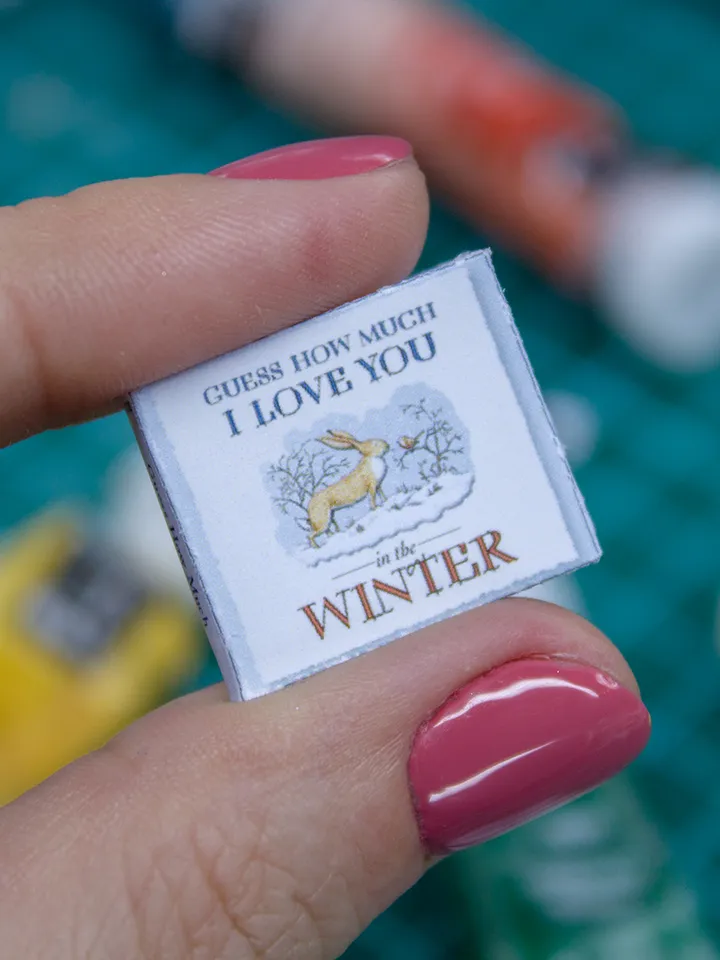 GUESS HOW MUCH
I LOVE YOU
in the
WINTER